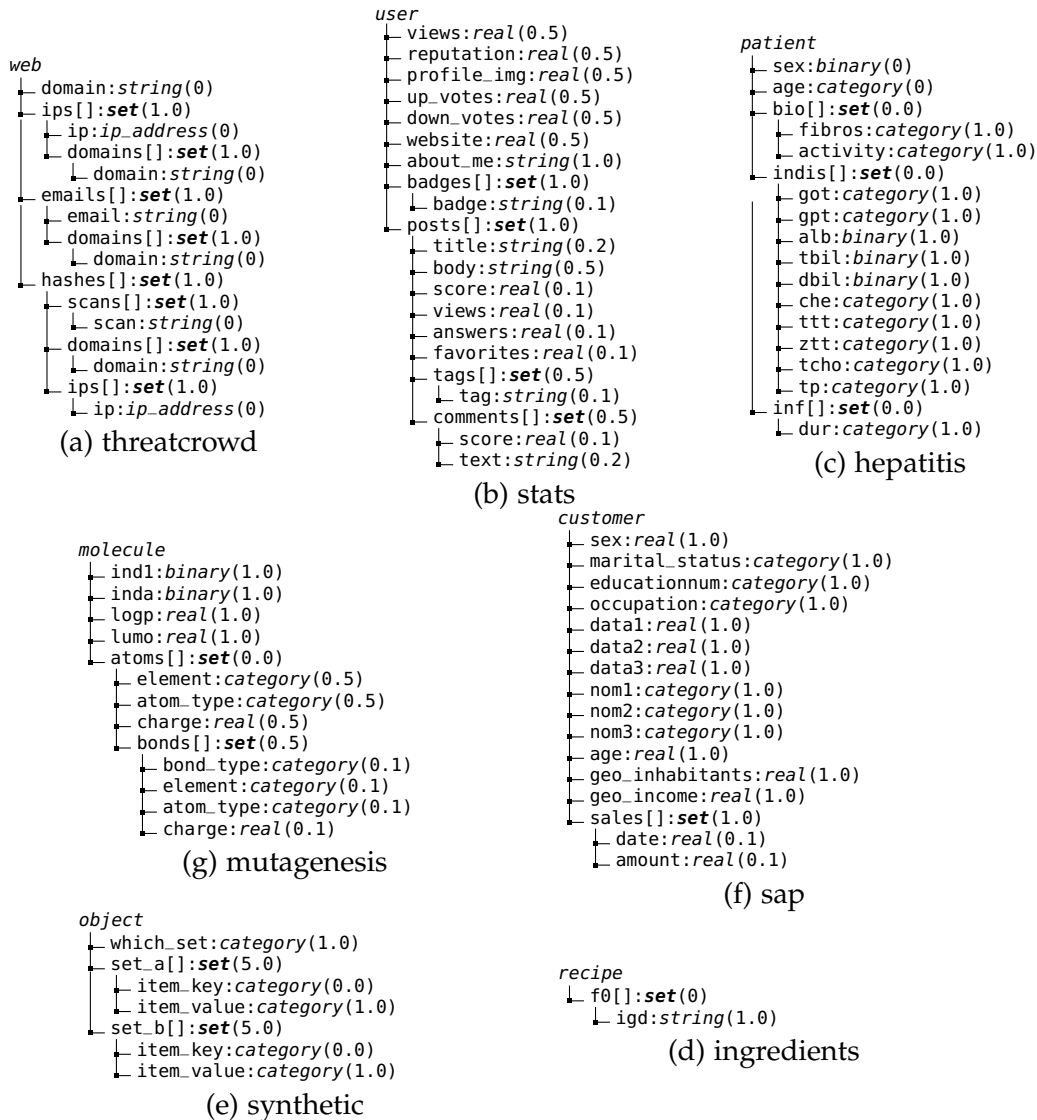 web
domain:string(0)
ips[]:set(1.0)
ip:ip_address(0)
domains[]:set(1.0)
domain:string(0)
emails[]:set(1.0)
email:string(0)
domains[]:set(1.0)
domain:string(0)
hashes[]:set(1.0)
scans[]:set(1.0)
scan:string(0)
domains[]:set(1.0)
domain:string(0)
ips[]:set(1.0)
ip:ip_address(0)
(a) threatcrowd
user
views:real(0.5)
reputation:real(0.5)
profile_img:real(0.5)
up_votes:real(0.5)
down_votes:real(0.5)
website:real(0.5)
about_me:string(1.0)
badges[]:set(1.0)
badge:string(0.1)
posts[]:set(1.0)
title:string(0.2)
body:string(0.5)
score:real(0.1)
views:real(0.1)
answers:real(0.1)
favorites:real(0.1)
tags[]:set(0.5)
tag:string(0.1)
comments[]:set(0.5)
score:real(0.1)
text:string(0.2)
(b) stats
patient
sex:binary(0)
age:category(0)
bio[]:set(0.0)
fibros:category(1.0)
activity:category(1.0)
indis[]:set(0.0)
got:category(1.0)
gpt:category(1.0)
alb:binary(1.0)
tbil:binary(1.0)
dbil:binary(1.0)
che:category(1.0)
ttt:category(1.0)
ztt:category(1.0)
tcho:category(1.0)
tp:category(1.0)
inf[]:set(0.0)
dur:category(1.0)
(c) hepatitis
molecule
ind1:binary(1.0)
inda:binary(1.0)
logp:real(1.0)
lumo:real(1.0)
atoms[]:set(0.0)
element:category(0.5)
atom_type:category(0.5)
charge:real(0.5)
bonds[]:set(0.5)
bond_type:category(0.1)
element:category(0.1)
atom_type:category(0.1)
charge:real(0.1)
(g) mutagenesis
customer
sex:real(1.0)
marital_status:category(1.0)
educationnum:category(1.0)
occupation:category(1.0)
data1:real(1.0)
data2:real(1.0)
data3:real(1.0)
nom1:category(1.0)
nom2:category(1.0)
nom3:category(1.0)
age:real(1.0)
geo_inhabitants:real(1.0)
geo_income:real(1.0)
sales[]:set(1.0)
date:real(0.1)
amount:real(0.1)
(f) sap
object
which_set:category(1.0)
set_a[]:set(5.0)
item_key:category(0.0)
item_value:category(1.0)
set_b[]:set(5.0)
item_key:category(0.0)
item_value:category(1.0)
(e) synthetic
recipe
f0[]:set(0)
igd:string(1.0)
(d) ingredients